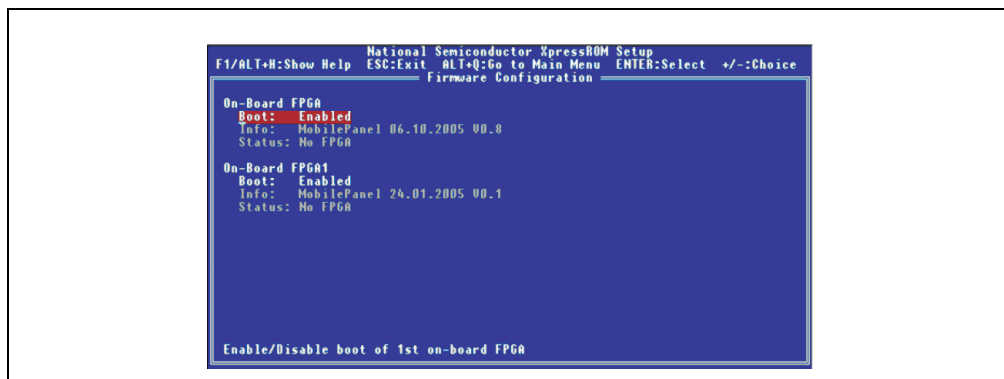 National Semiconductor XpressROM Setup
F1/ALT+H:Show Help ESC:Exit ALT+Q:Go to Main Menu ENTER:Select +/-:Choice
Firmware Configuration
On-Board FPGA
Boot: Enabled
Info: MobilePanel 06.10.2005 V0.8
Status: No FPGA
On-Board FPGA1
Boot: Enabled
Info: MobilePanel 24.01.2005 V0.1
Status: No FPGA
Enable/Disable boot of 1st on-board FPGA